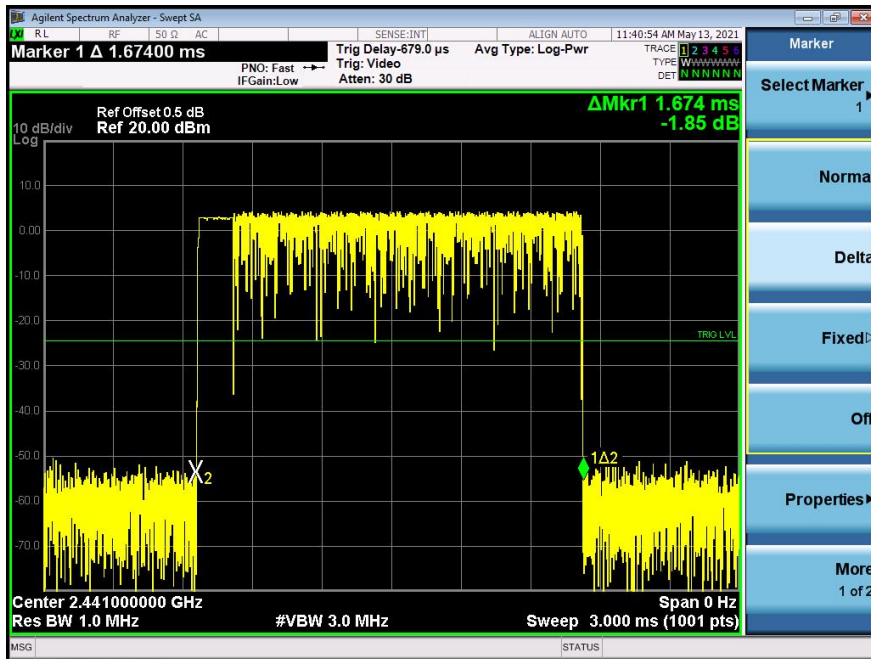 Agilent Spectrum Analyzer - Swept SA
LXI RL RF 50 Ω AC SENSE:INT ALIGN AUTO 11:40:54 AM May 13, 2021
Marker 1 Δ 1.67400 ms
PNO: Fast
IFGain:Low
Trig Delay-679.0 µs
Trig: Video
Atten: 30 dB
Avg Type: Log-Pwr
TRACE 1 2 3 4 5 6
TYPE WWWWWW
DET N N N N N N
ΔMkr1 1.674 ms
-1.85 dB
Ref Offset 0.5 dB
10 dB/div Ref 20.00 dBm
Log
10.0
0.00
-10.0
-20.0
TRIG LVL
-30.0
-40.0
-50.0
1Δ2
X2
-60.0
-70.0
Center 2.441000000 GHz Span 0 Hz
Res BW 1.0 MHz #VBW 3.0 MHz Sweep 3.000 ms (1001 pts)
MSG STATUS
Marker
Select Marker
1
Norma
Delta
Fixed
Off
Properties
More
1 of 2